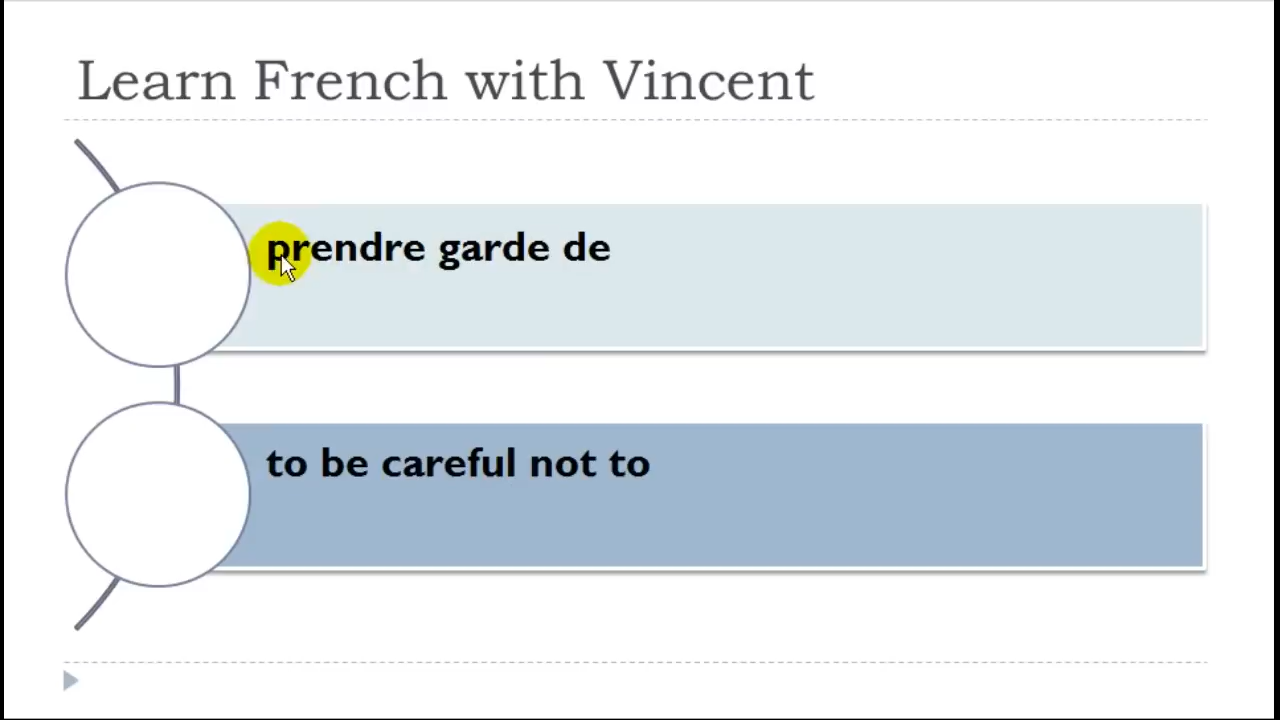 Learn French with Vincent
prendre garde de
to be careful not to